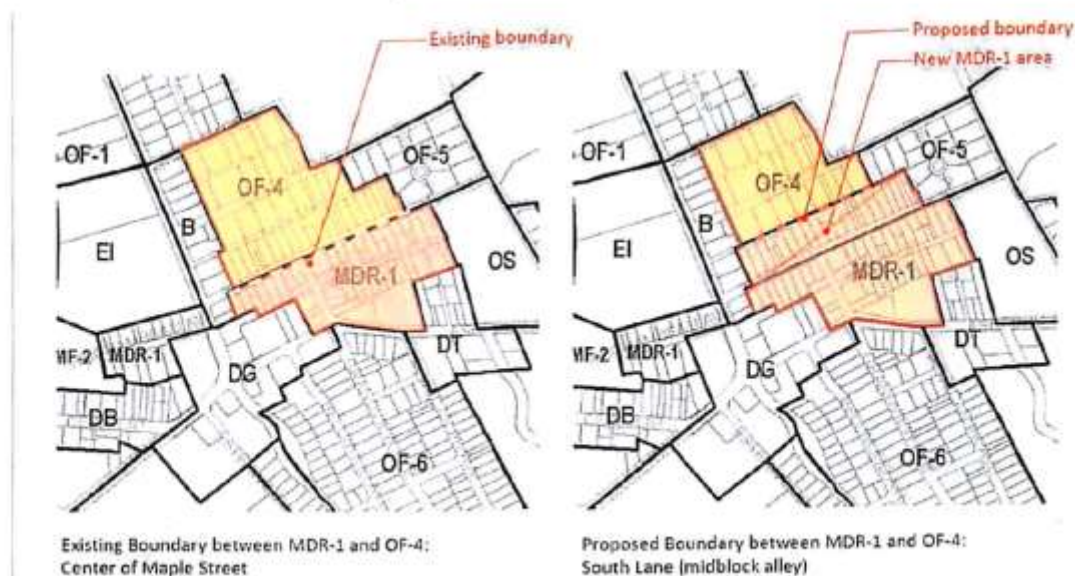 Existing boundary
OF-1
OF-4
OF-5
B
EI
MDR-1
OS
MF-2
MDR-1
DT
DG
DB
OF-6
Existing Boundary between MDR-1 and OF-4:
Center of Maple Street
Proposed boundary
New MDR-1 area
OF-1
OF-4
OF-5
B
EI
MDR-1
OS
MF-2
MDR-1
DT
DG
DB
OF-6
Proposed Boundary between MDR-1 and OF-4:
South Lane (midblock alley)